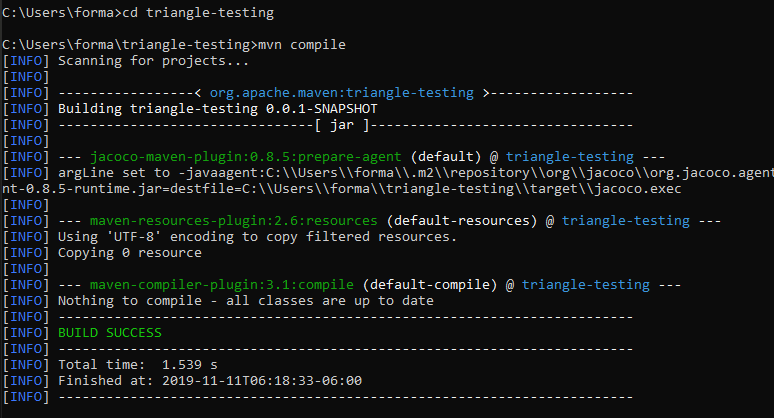 C:\Users\forma>cd triangle-testing
C:\Users\forma\triangle-testing>mvn compile
[INFO] Scanning for projects...
[INFO]
[INFO] -----------------< org.apache.maven:triangle-testing >------------------
[INFO] Building triangle-testing 0.0.1-SNAPSHOT
[INFO] --------------------------------[ jar ]---------------------------------
[INFO]
[INFO] --- jacoco-maven-plugin:0.8.5:prepare-agent (default) @ triangle-testing ---
[INFO] argLine set to -javaagent:C:\\Users\\forma\\.m2\\repository\\org\\jacoco\\org.jacoco.agent
nt-0.8.5-runtime.jar=destfile=C:\\Users\\forma\\triangle-testing\\target\\jacoco.exec
[INFO]
[INFO] --- maven-resources-plugin:2.6:resources (default-resources) @ triangle-testing ---
[INFO] Using 'UTF-8' encoding to copy filtered resources.
[INFO] Copying 0 resource
[INFO]
[INFO] --- maven-compiler-plugin:3.1:compile (default-compile) @ triangle-testing ---
[INFO] Nothing to compile - all classes are up to date
[INFO] ------------------------------------------------------------------------
[INFO] BUILD SUCCESS
[INFO] ------------------------------------------------------------------------
[INFO] Total time:  1.539 s
[INFO] Finished at: 2019-11-11T06:18:33-06:00
[INFO] ------------------------------------------------------------------------